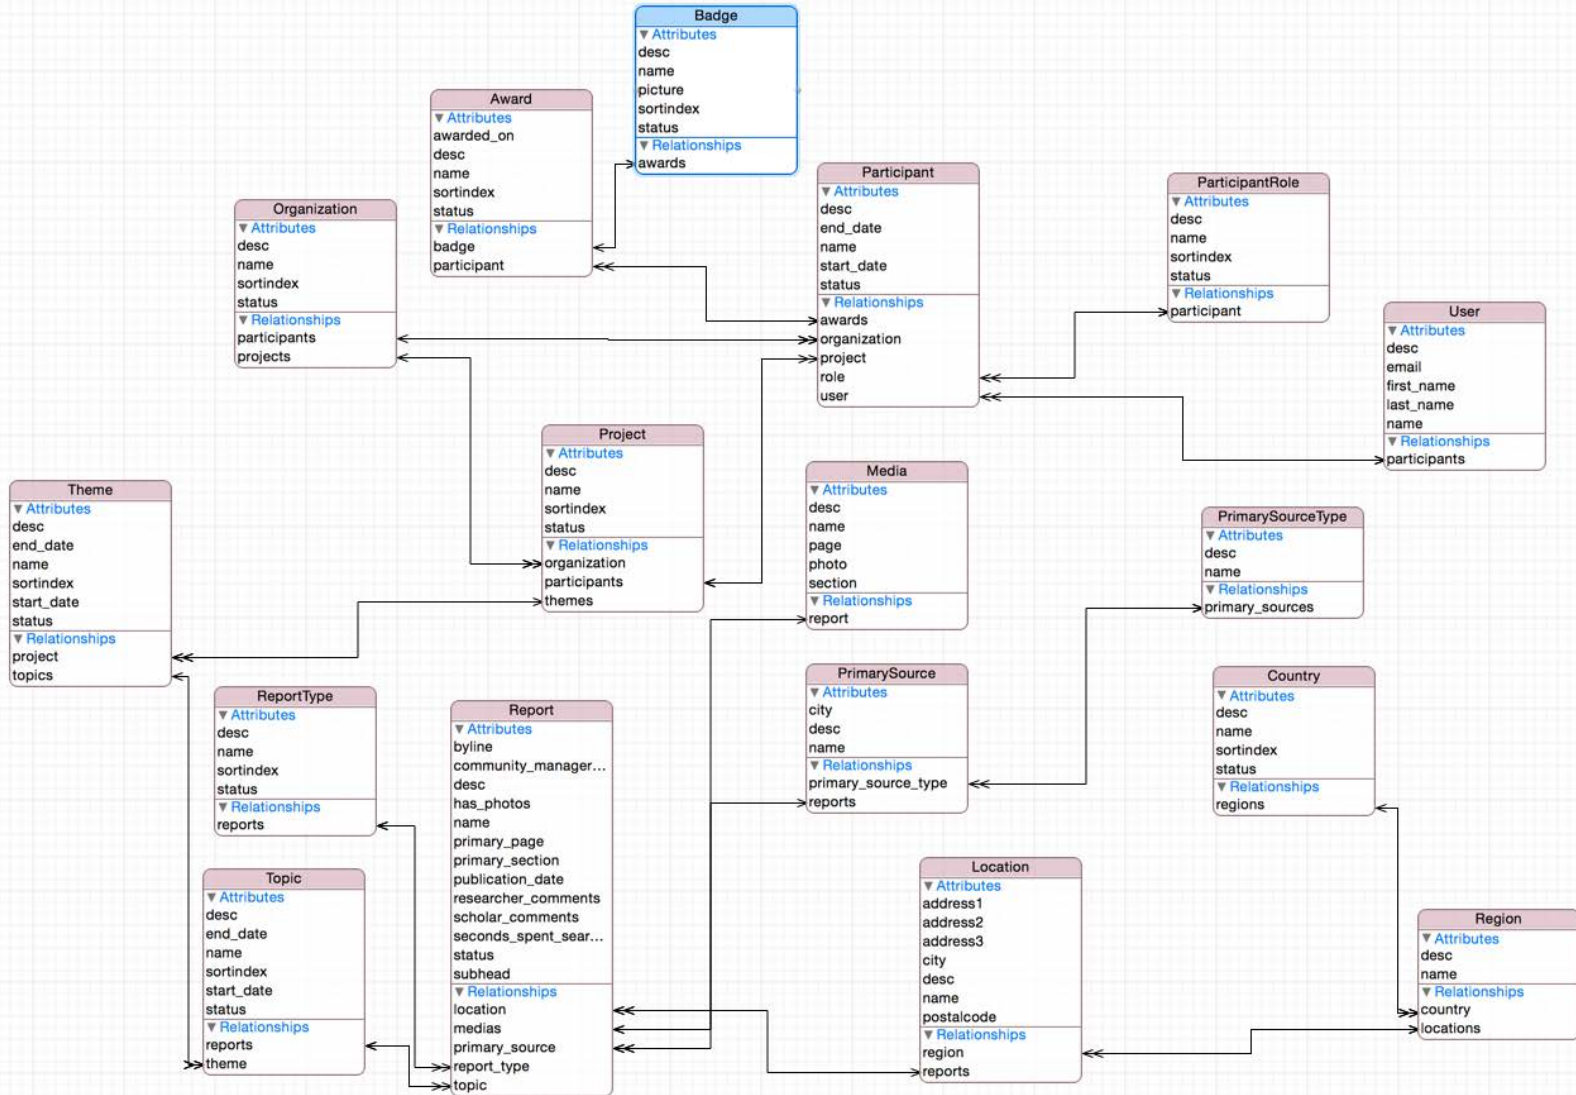 Badge
Attributes
desc
name
picture
sortindex
status
Relationships
awards
Award
Attributes
awarded_on
desc
name
sortindex
status
Relationships
badge
participant
Participant
Attributes
desc
end_date
name
start_date
status
Relationships
awards
organization
project
role
user
ParticipantRole
Attributes
desc
name
sortindex
status
Relationships
participant
Organization
Attributes
desc
name
sortindex
status
Relationships
participants
projects
User
Attributes
desc
email
first_name
last_name
name
Relationships
participants
Project
Attributes
desc
name
sortindex
status
Relationships
organization
participants
themes
Media
Attributes
desc
name
page
photo
section
Relationships
report
Theme
Attributes
desc
end_date
name
sortindex
start_date
status
Relationships
project
topics
PrimarySourceType
Attributes
desc
name
Relationships
primary_sources
PrimarySource
Attributes
city
desc
name
Relationships
primary_source_type
reports
Country
Attributes
desc
name
sortindex
status
Relationships
regions
ReportType
Attributes
desc
name
sortindex
status
Relationships
reports
Report
Attributes
byline
community_manager...
desc
has_photos
name
primary_page
primary_section
publication_date
researcher_comments
scholar_comments
seconds_spent_sear...
status
subhead
Relationships
location
medias
primary_source
report_type
topic
Topic
Attributes
desc
end_date
name
sortindex
start_date
status
Relationships
reports
theme
Location
Attributes
address1
address2
address3
city
desc
name
postalcode
Relationships
region
reports
Region
Attributes
desc
name
Relationships
country
locations